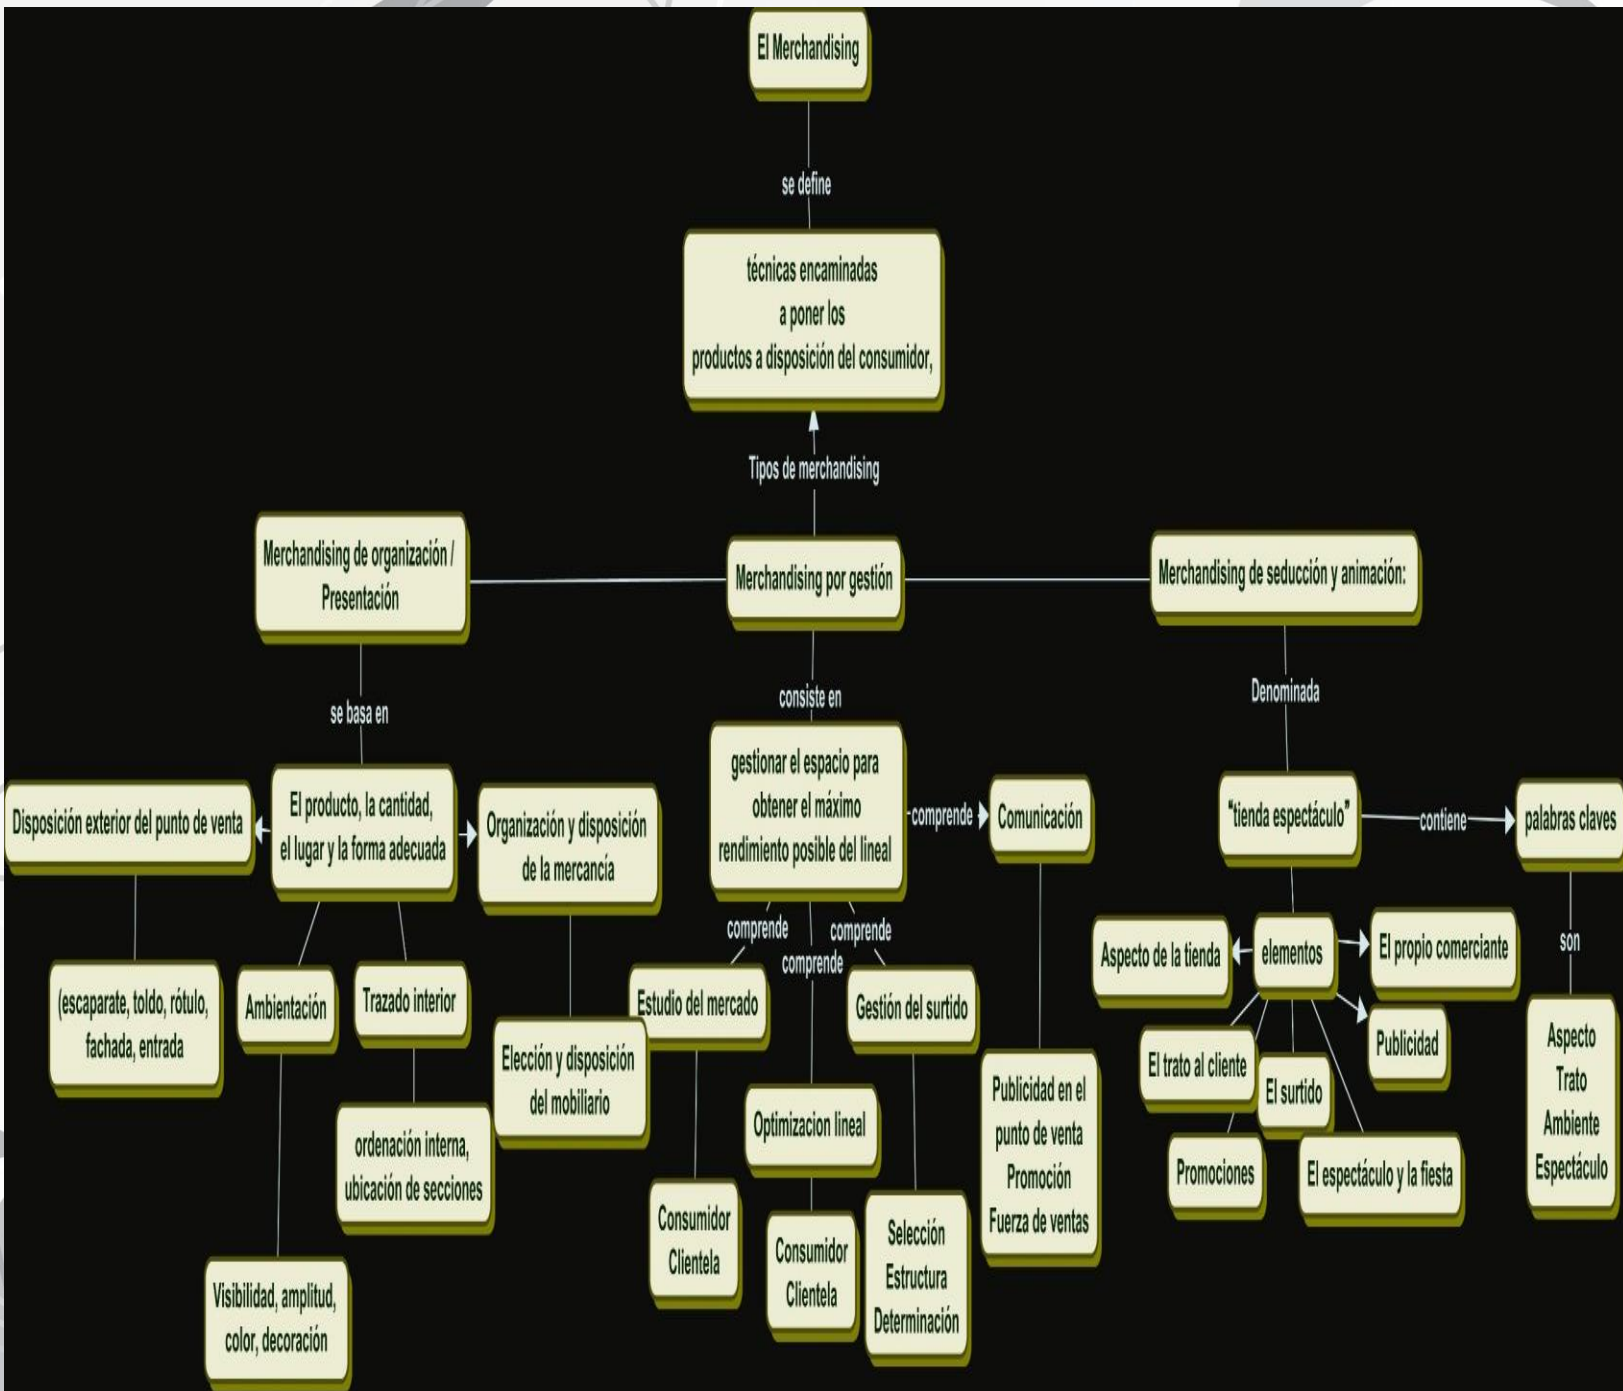 El Merchandising
se define
técnicas encaminadas
a poner los
productos a disposición del consumidor,
Tipos de merchandising
Merchandising de organización /
Presentación
Merchandising por gestión
Merchandising de seducción y animación:
se basa en
consiste en
Denominada
Disposición exterior del punto de venta
El producto, la cantidad,
el lugar y la forma adecuada
Organización y disposición
de la mercancía
gestionar el espacio para
obtener el máximo
rendimiento posible del lineal
comprende
Comunicación
"tienda espectáculo"
contiene
palabras claves
(escaparate, toldo, rótulo,
fachada, entrada
Ambientación
Trazado interior
Elección y disposición
del mobiliario
ordenación interna,
ubicación de secciones
Visibilidad, amplitud,
color, decoración
comprende
comprende
comprende
Estudio del mercado
Gestión del surtido
Optimizacion lineal
Consumidor
Clientela
Consumidor
Clientela
Selección
Estructura
Determinación
Publicidad en el
punto de venta
Promoción
Fuerza de ventas
Aspecto de la tienda
elementos
El propio comerciante
El trato al cliente
El surtido
Publicidad
Promociones
El espectáculo y la fiesta
son
Aspecto
Trato
Ambiente
Espectáculo